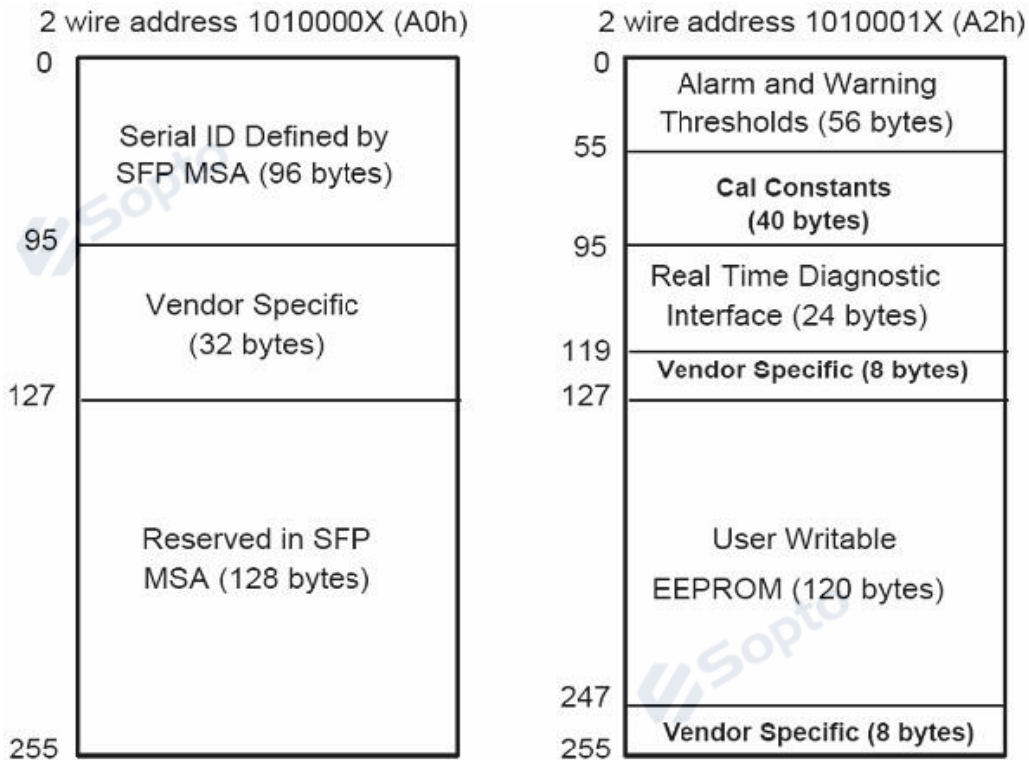 2 wire address 1010000X (A0h)
0
Serial ID Defined by
SFP MSA (96 bytes)
95
Vendor Specific
(32 bytes)
127
Reserved in SFP
MSA (128 bytes)
255
Sopto
2 wire address 1010001X (A2h)
0
Alarm and Warning
Thresholds (56 bytes)
55
Cal Constants
(40 bytes)
95
Real Time Diagnostic
Interface (24 bytes)
119
Vendor Specific (8 bytes)
127
User Writable
EEPROM (120 bytes)
Sopto
247
Vendor Specific (8 bytes)
255